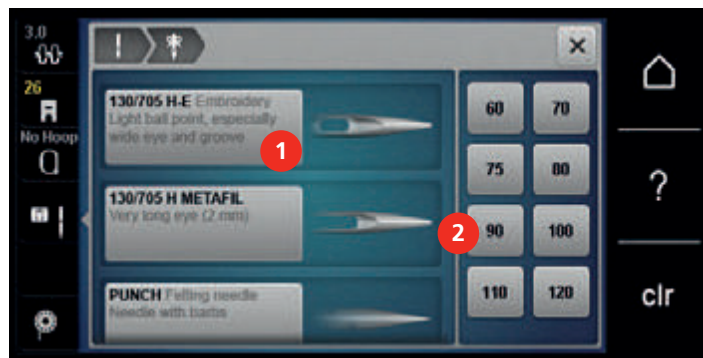 3.0
26
No Hoop
130/705 H-E Embroidery
Light ball point, especially
wide eye and groove
1
130/705 H METAFIL
Very long eye (2 mm)
PUNCH Felting needle
Needle with barbs
60 70
75 80
2
90 100
110 120
?
clr